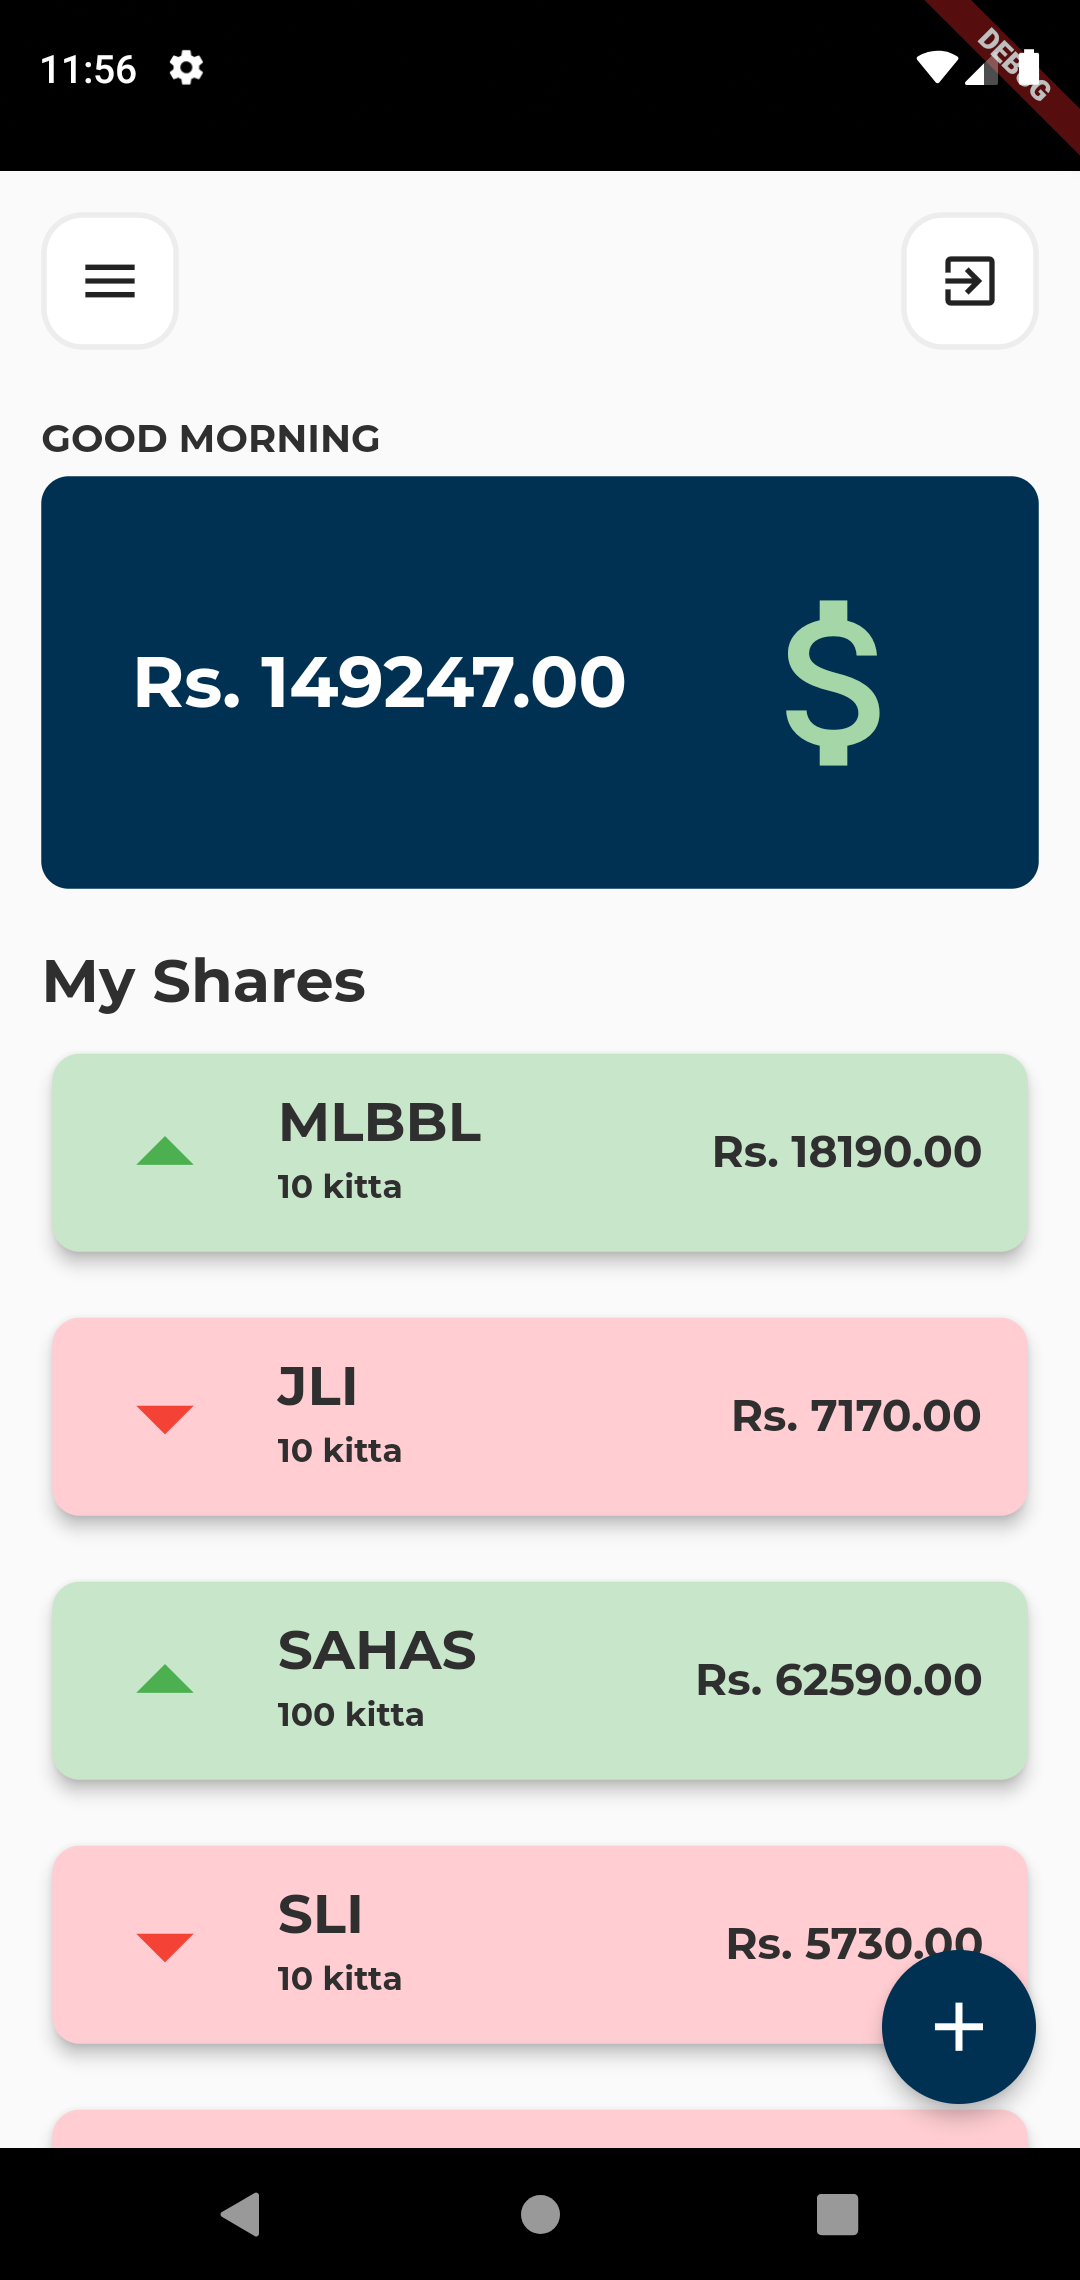 11:56
DEBUG
GOOD MORNING
Rs. 149247.00
My Shares
MLBBL
10 kitta
Rs. 18190.00
JLI
10 kitta
Rs. 7170.00
SAHAS
100 kitta
Rs. 62590.00
SLI
10 kitta
Rs. 5730.00